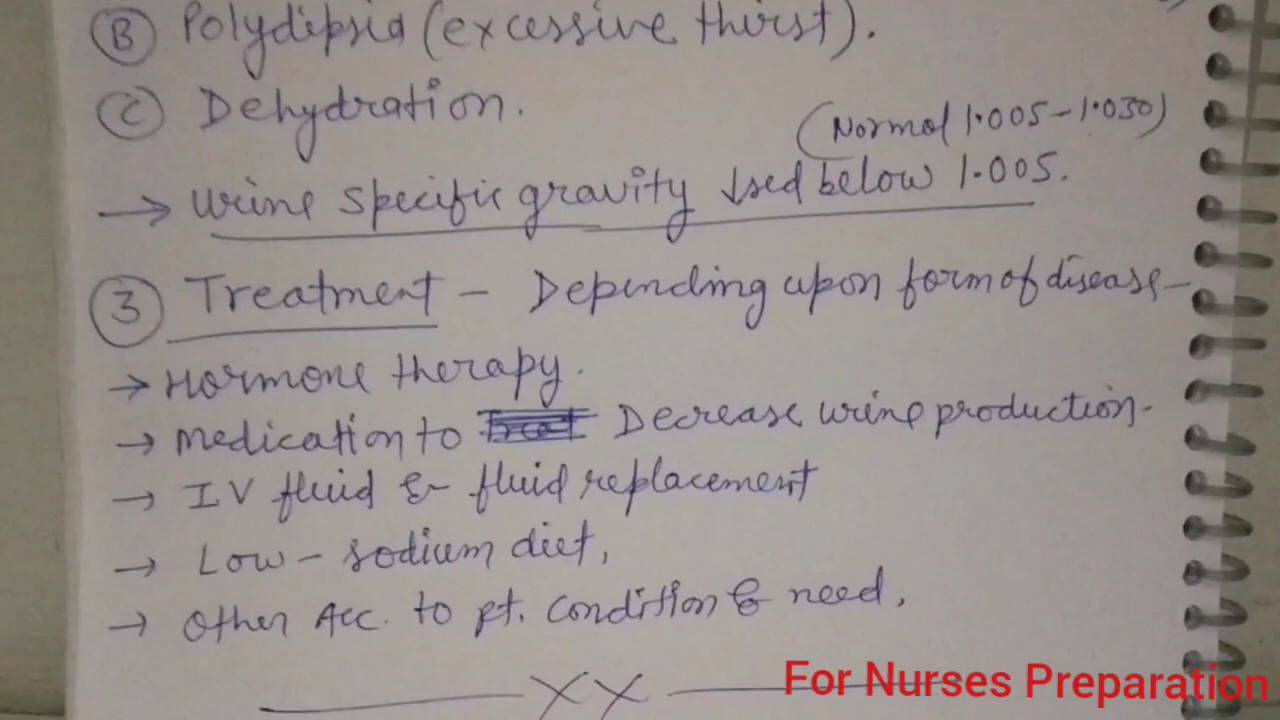 B Polydipsia (excessive thirst).
C Dehydration.
(Normal 1.005-1.030)
→ Urine specific gravity ↓sed below 1.005.
3 Treatment - Depending upon form of disease-
→ Hormone therapy.
→ Medication to Decrease urine production-
→ IV fluid & fluid replacement
→ Low-sodium diet,
→ Other Acc. to pt. condition & need,
XX
For Nurses Preparation